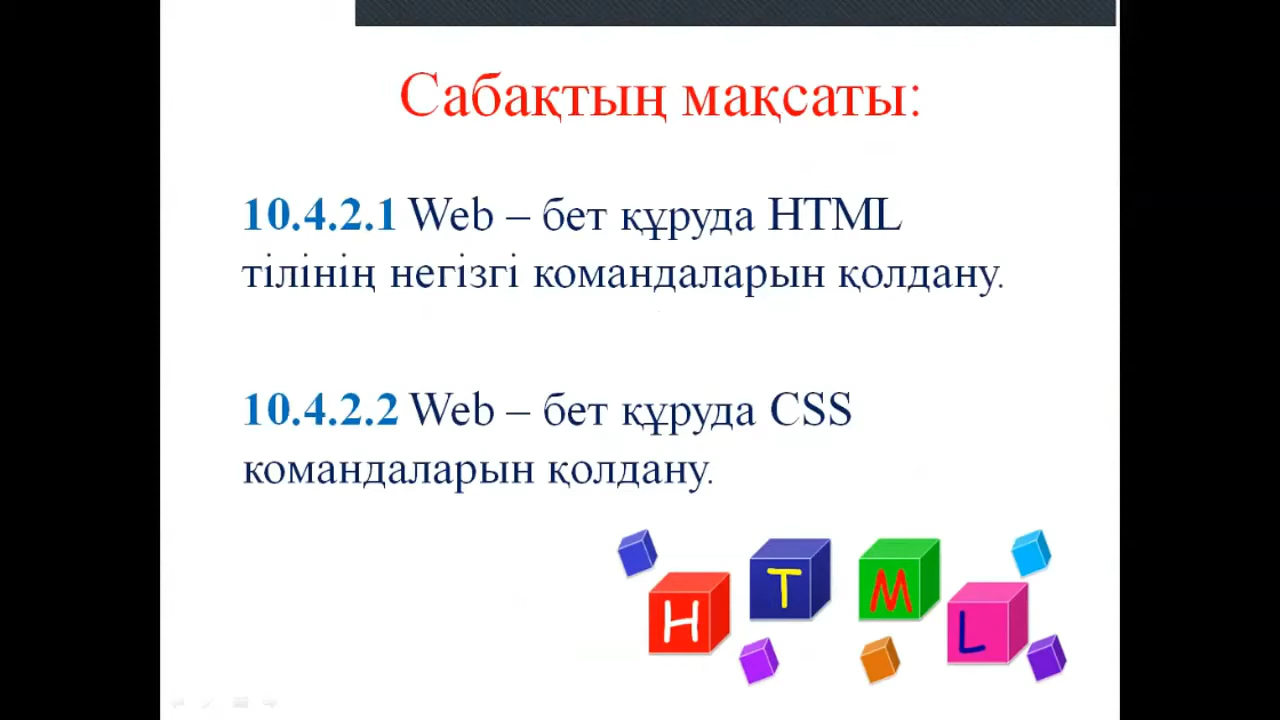 Сабақтың мақсаты:
10.4.2.1 Web – бет құруда HTML
тілінің негізгі командаларын қолдану.
10.4.2.2 Web – бет құруда CSS
командаларын қолдану.
H T M L